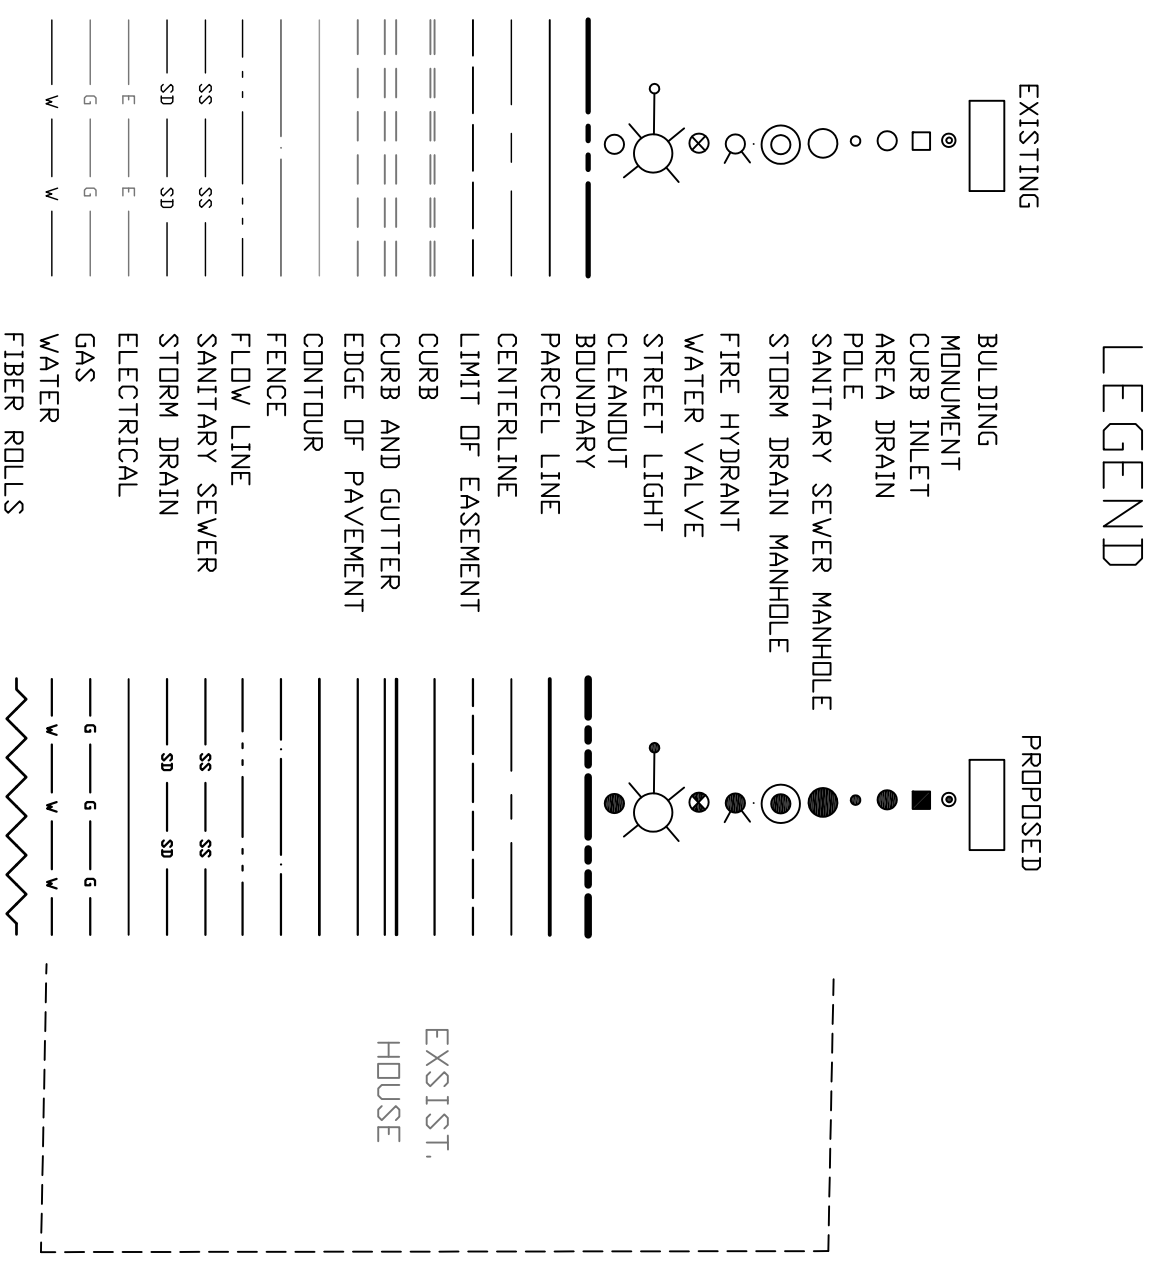 LEGEND
EXISTING
PROPOSED
BULDING
MONUMENT
CURB INLET
AREA DRAIN
POLE
SANITARY SEWER MANHOLE
STORM DRAIN MANHOLE
FIRE HYDRANT
WATER VALVE
STREET LIGHT
CLEANOUT
BOUNDARY
PARCEL LINE
CENTERLINE
LIMIT OF EASEMENT
CURB
CURB AND GUTTER
EDGE OF PAVEMENT
CONTOUR
FENCE
FLOW LINE
SS SS SANITARY SEWER SS SS
SD SD STORM DRAIN SD SD
E E ELECTRICAL
G G GAS G G G
W W WATER W W W
FIBER ROLLS
EXSIST.
HOUSE